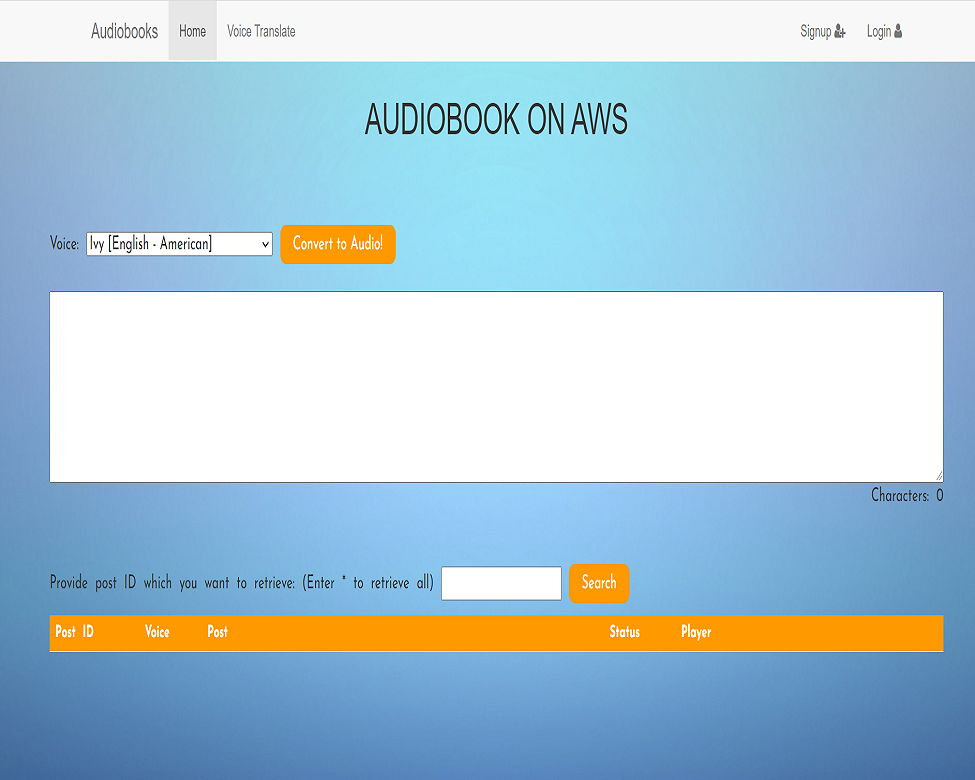 Audiobooks Home Voice Translate Signup Login
AUDIOBOOK ON AWS
Voice: Ivy [English - American] Convert to Audio!
Characters: 0
Provide post ID which you want to retrieve: (Enter * to retrieve all) Search
Post ID Voice Post Status Player